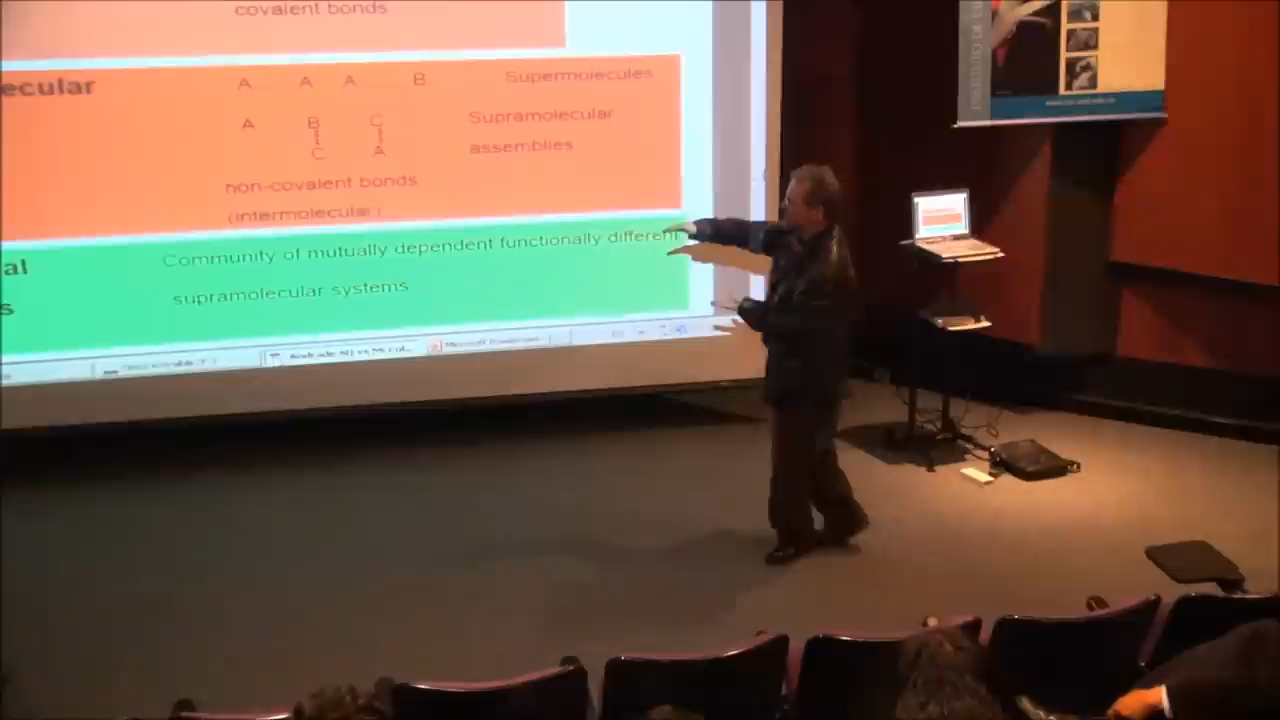 covalent bonds
ecular A A A B Supermolecules
A B C Supramolecular
C A assemblies
non-covalent bonds
(intermolecular)
al Community of mutually dependent functionally different
s supramolecular systems